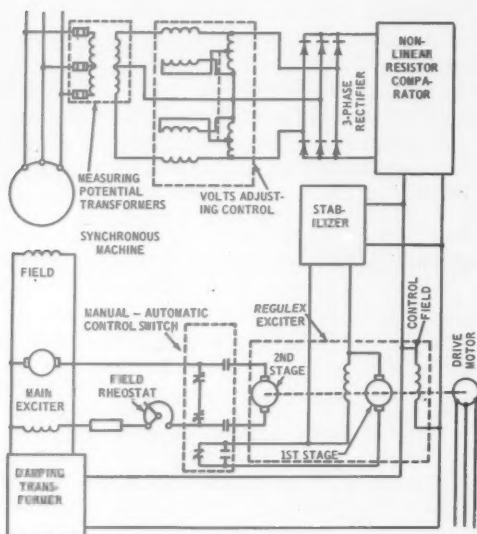 NON-
LINEAR
RESISTOR
COMPA-
RATOR
3-PHASE
RECTIFIER
MEASURING
POTENTIAL
TRANSFORMERS
VOLTS ADJUST-
ING CONTROL
SYNCHRONOUS
MACHINE
STAB-
ILIZER
FIELD
MANUAL – AUTOMATIC
CONTROL SWITCH
REGULEX
EXCITER
CONTROL
FIELD
DRIVE
MOTOR
2ND
STAGE
FIELD
RHEOSTAT
MAIN
EXCITER
1ST STAGE
DAMPING
TRANS-
FORMER